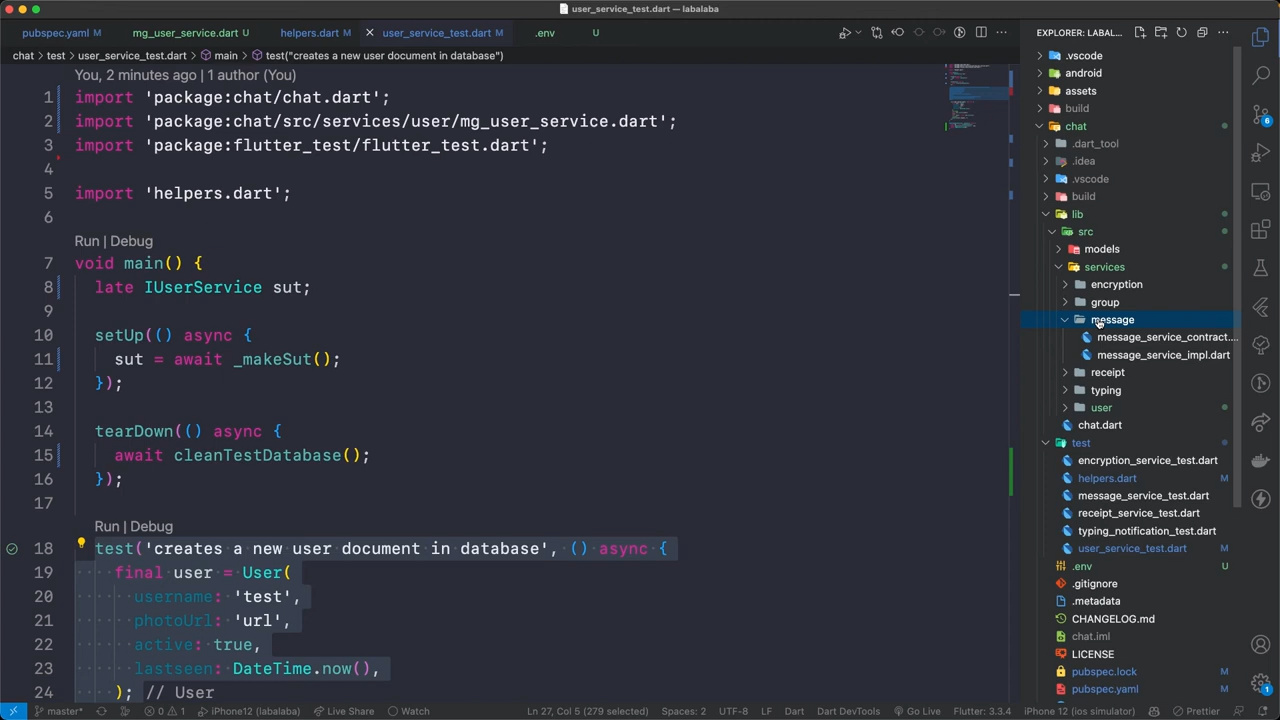 user_service_test.dart — labalaba
pubspec.yaml M
mg_user_service.dart U
helpers.dart M
user_service_test.dart M
.env U
chat > test > user_service_test.dart > main > test("creates a new user document in database")
You, 2 minutes ago | 1 author (You)
1 import 'package:chat/chat.dart';
2 import 'package:chat/src/services/user/mg_user_service.dart';
3 import 'package:flutter_test/flutter_test.dart';
4
5 import 'helpers.dart';
6
Run | Debug
7 void main() {
8 late IUserService sut;
9
10 setUp(() async {
11 sut = await _makeSut();
12 });
13
14 tearDown(() async {
15 await cleanTestDatabase();
16 });
17
Run | Debug
18 test('creates a new user document in database', () async {
19 final user = User(
20 username: 'test',
21 photoUrl: 'url',
22 active: true,
23 lastseen: DateTime.now(),
24 ); // User
EXPLORER: LABAL...
.vscode
android
assets
build
chat
.dart_tool
.idea
.vscode
build
lib
src
models
services
encryption
group
message
message_service_contract....
message_service_impl.dart
receipt
typing
user
chat.dart
test
encryption_service_test.dart
helpers.dart M
message_service_test.dart
receipt_service_test.dart
typing_notification_test.dart
user_service_test.dart M
.env U
.gitignore
.metadata
CHANGELOG.md
chat.iml
LICENSE
pubspec.lock M
pubspec.yaml M
6
1
master* 0 1 iPhone12 (labalaba) Live Share Watch Ln 27, Col 5 (279 selected) Spaces: 2 UTF-8 LF Dart Dart DevTools Go Live Flutter: 3.3.4 iPhone 12 (ios simulator) Prettier